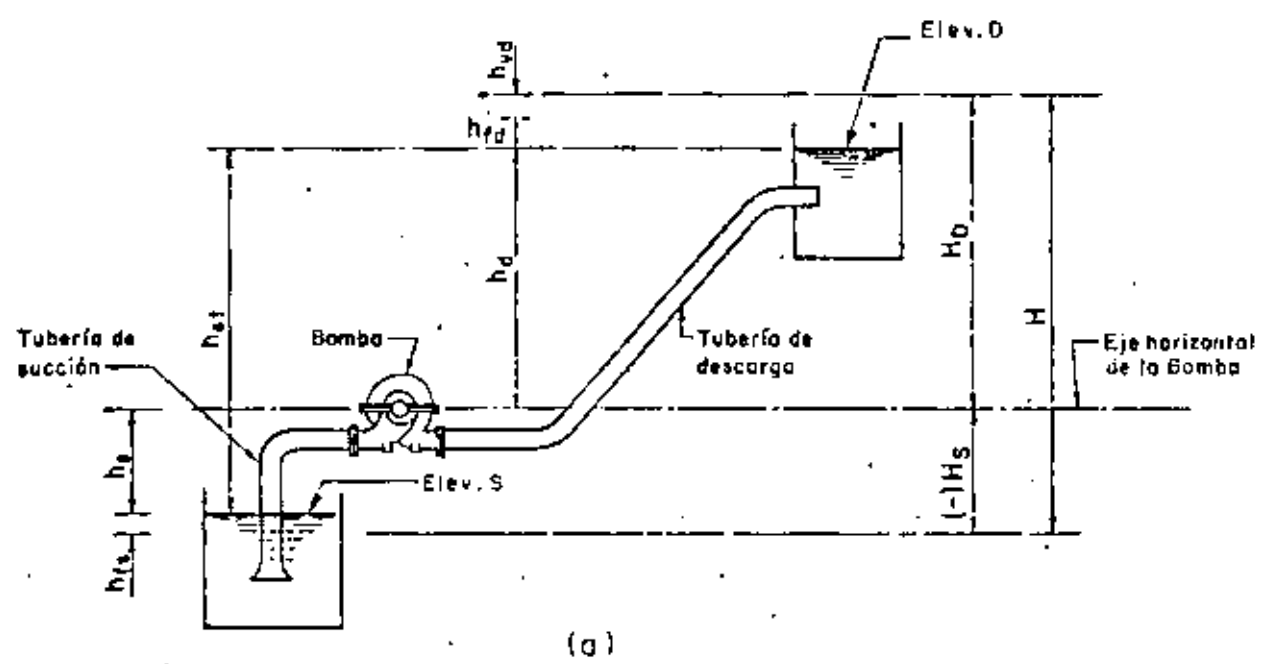 Elev. D
h_vd
h_fd
h_st
h_d
H_D
H
Tubería de
succión
Bomba
Tubería de
descarga
Eje horizontal
de la Bomba
h_s
Elev. S
(-)H_S
h_fs
(a)